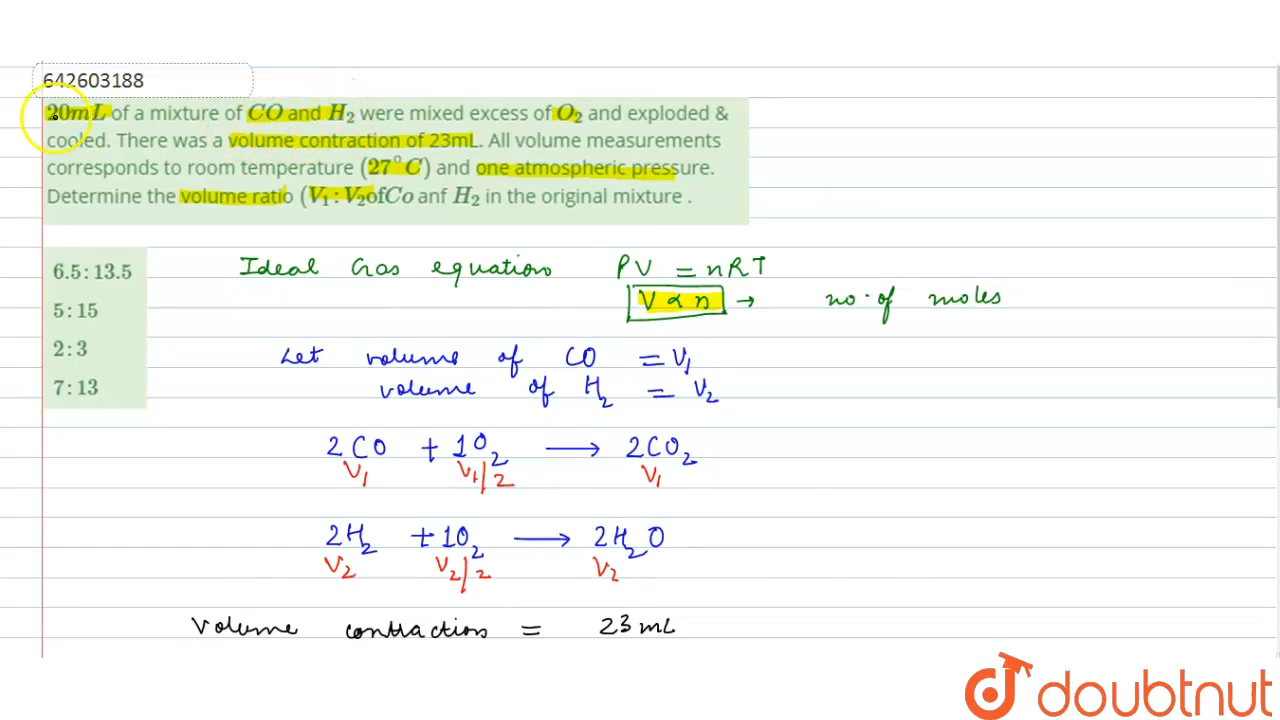 642603188
20mL of a mixture of CO and H₂ were mixed excess of O₂ and exploded &
cooled. There was a volume contraction of 23mL. All volume measurements
corresponds to room temperature (27°C) and one atmospheric pressure.
Determine the volume ratio (V₁ : V₂ofCo anf H₂ in the original mixture .
6.5 : 13.5
5 : 15
2 : 3
7 : 13
Ideal Gas equation PV = nRT
V ∝ n → no. of moles
Let volume of CO = V₁
volume of H₂ = V₂
2CO + 1O₂ → 2CO₂
V₁ V₁/2 V₁
2H₂ + 1O₂ → 2H₂O
V₂ V₂/2 V₂
Volume contraction = 23 mL
doubtnut